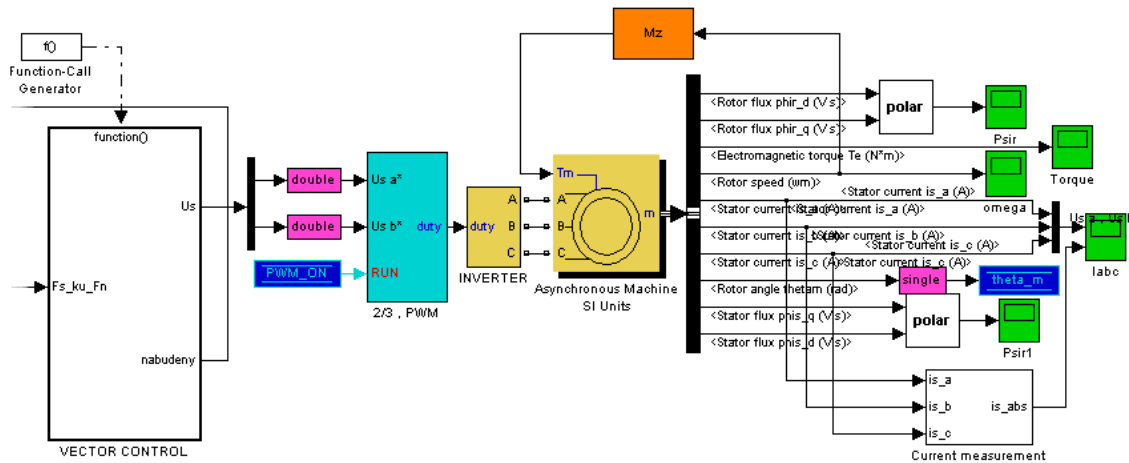 f()
Function-Call
Generator
function()
Us
Fs_ku_Fn
nabudeny
VECTOR CONTROL
double
double
PWM_ON
Us a*
Us b*
duty
RUN
2/3 , PWM
duty
A
B
C
INVERTER
Mz
Tm
A
B
C
m
Asynchronous Machine
SI Units
<Rotor flux phir_d (V s)>
<Rotor flux phir_q (V s)>
<Electromagnetic torque Te (N*m)>
<Rotor speed (wm)>
<Stator current is_a (A)>
<Stator current is_a (A)>
<Stator current is_b (A)>
<Stator current is_c (A)>
<Stator current is_c (A)>
<Stator current is_c (A)>
<Rotor angle thetam (rad)>
<Stator flux phis_q (V s)>
<Stator flux phis_d (V s)>
polar
Psir
Torque
omega
Iabc
single
theta_m
polar
Psir1
is_a
is_b
is_c
is_abs
Current measurement